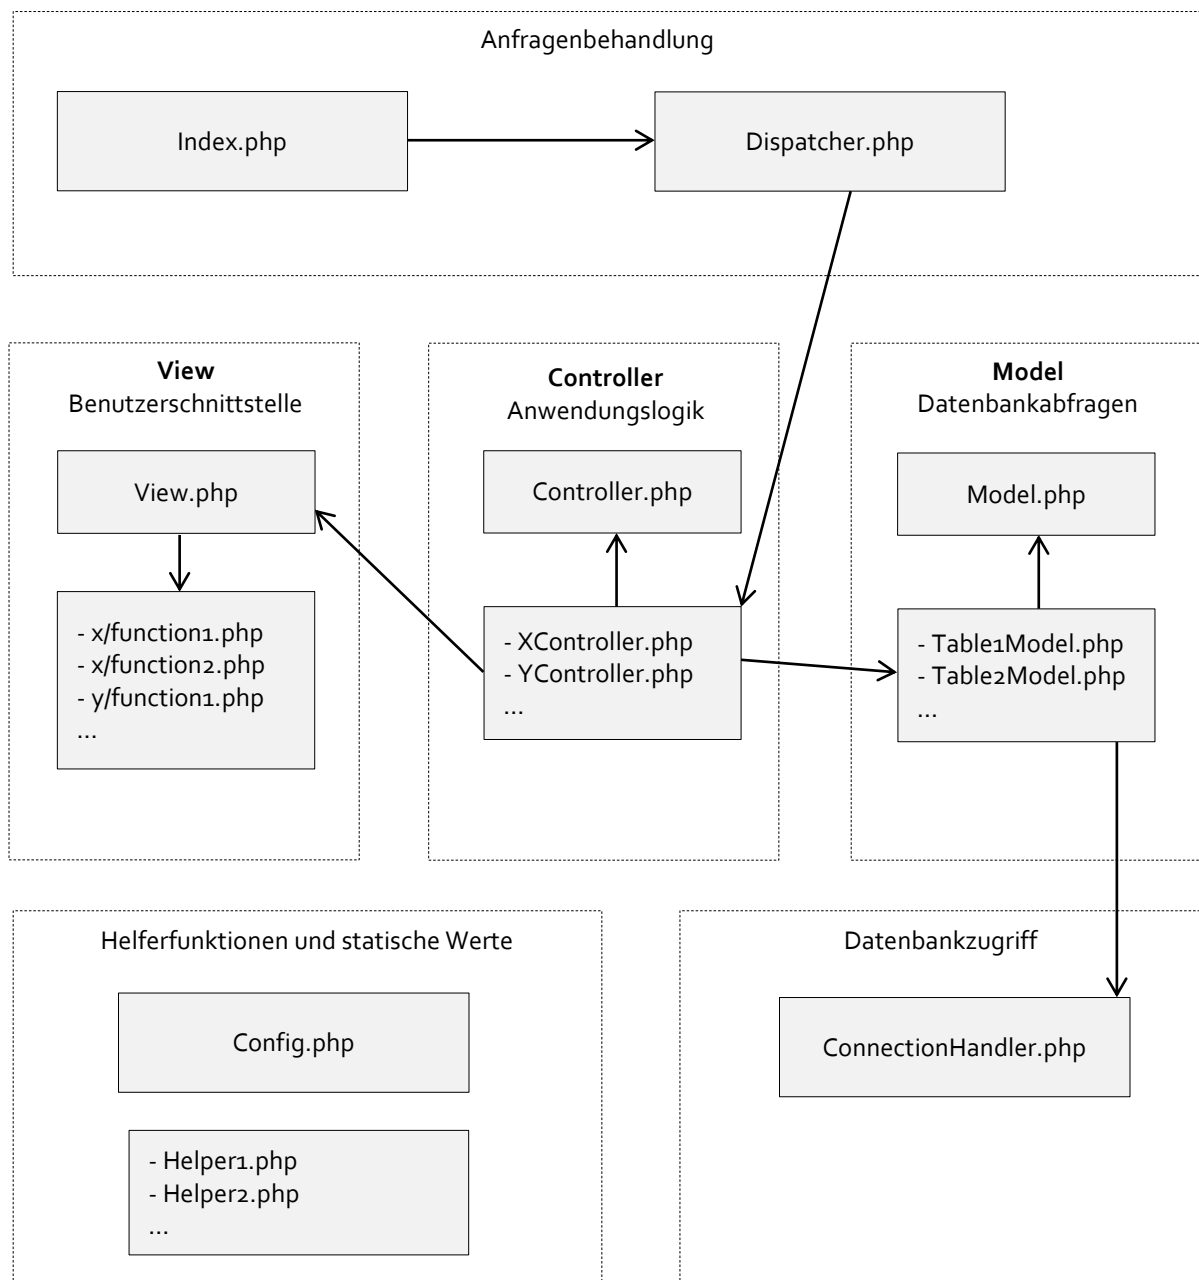 Anfragenbehandlung
Index.php
Dispatcher.php
View
Benutzerschnittstelle
View.php
- x/function1.php
- x/function2.php
- y/function1.php
...
Controller
Anwendungslogik
Controller.php
- XController.php
- YController.php
...
Model
Datenbankabfragen
Model.php
- Table1Model.php
- Table2Model.php
...
Helferfunktionen und statische Werte
Config.php
- Helper1.php
- Helper2.php
...
Datenbankzugriff
ConnectionHandler.php